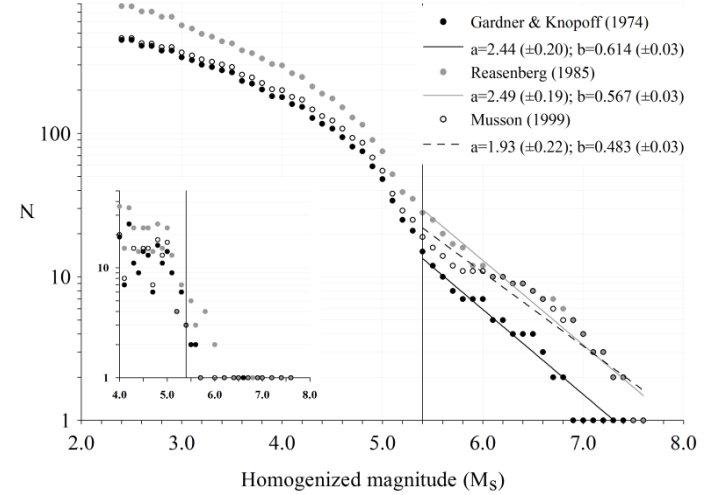 Gardner & Knopoff (1974)
a=2.44 (±0.20); b=0.614 (±0.03)
Reasenberg (1985)
a=2.49 (±0.19); b=0.567 (±0.03)
Musson (1999)
a=1.93 (±0.22); b=0.483 (±0.03)
100
N
10
10
1
4.0 5.0 6.0 7.0 8.0
1
2.0 3.0 4.0 5.0 6.0 7.0 8.0
Homogenized magnitude (MS)